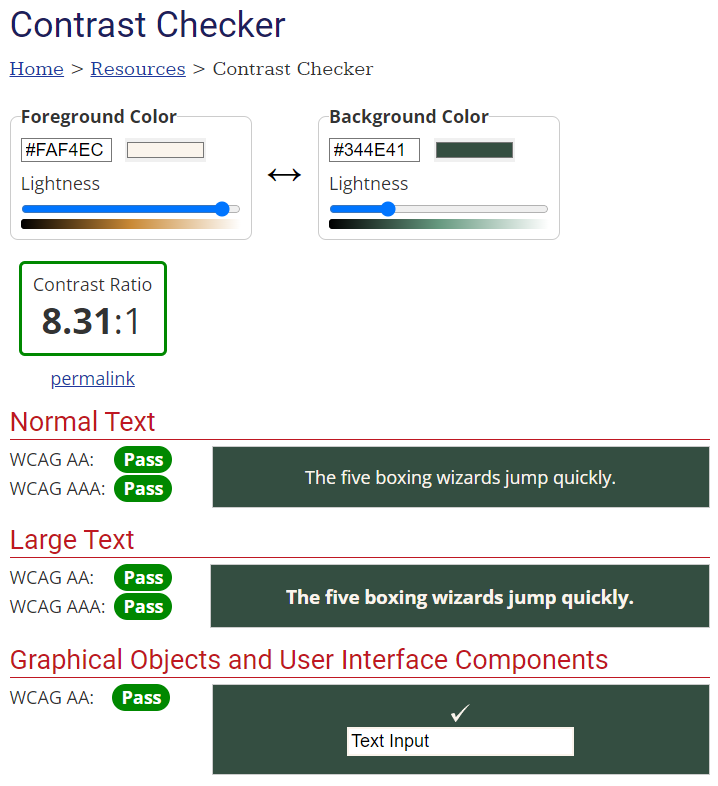 Contrast Checker
Home > Resources > Contrast Checker
Foreground Color
#FAF4EC
Lightness
Background Color
#344E41
Lightness
Contrast Ratio
8.31:1
permalink
Normal Text
WCAG AA: Pass
WCAG AAA: Pass
The five boxing wizards jump quickly.
Large Text
WCAG AA: Pass
WCAG AAA: Pass
The five boxing wizards jump quickly.
Graphical Objects and User Interface Components
WCAG AA: Pass
Text Input